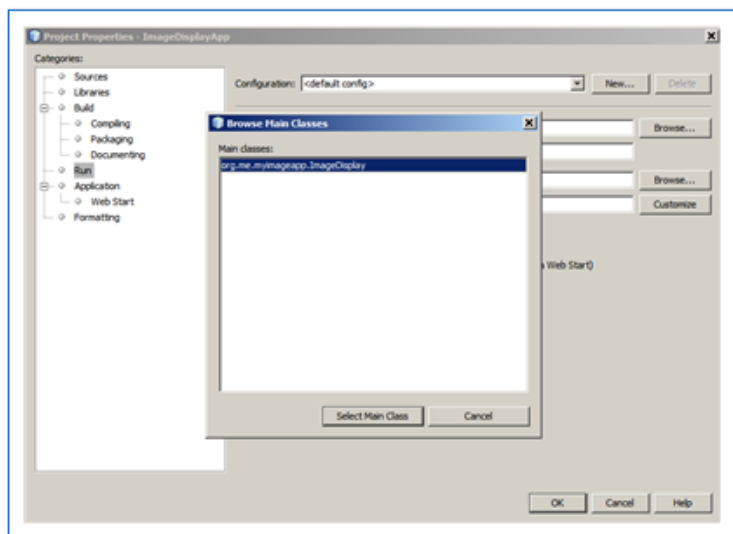 Project Properties - ImageDisplayApp
Categories:
Sources
Libraries
Build
Compiling
Packaging
Documenting
Run
Application
Web Start
Formatting
Configuration: <default config>
New...
Delete
Browse...
Browse...
Customize
Web Start)
Browse Main Classes
Main classes:
org.me.myimageapp.ImageDisplay
Select Main Class
Cancel
OK
Cancel
Help